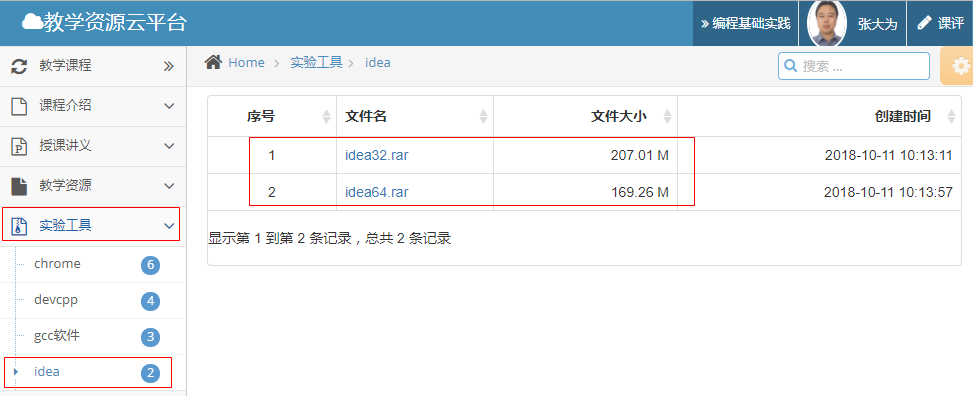 教学资源云平台
» 编程基础实践
张大为
课评
教学课程
课程介绍
授课讲义
教学资源
实验工具
chrome 6
devcpp 4
gcc软件 3
idea 2
Home > 实验工具 > idea
搜索 ...
序号 文件名 文件大小 创建时间
1 idea32.rar 207.01 M 2018-10-11 10:13:11
2 idea64.rar 169.26 M 2018-10-11 10:13:57
显示第 1 到第 2 条记录，总共 2 条记录